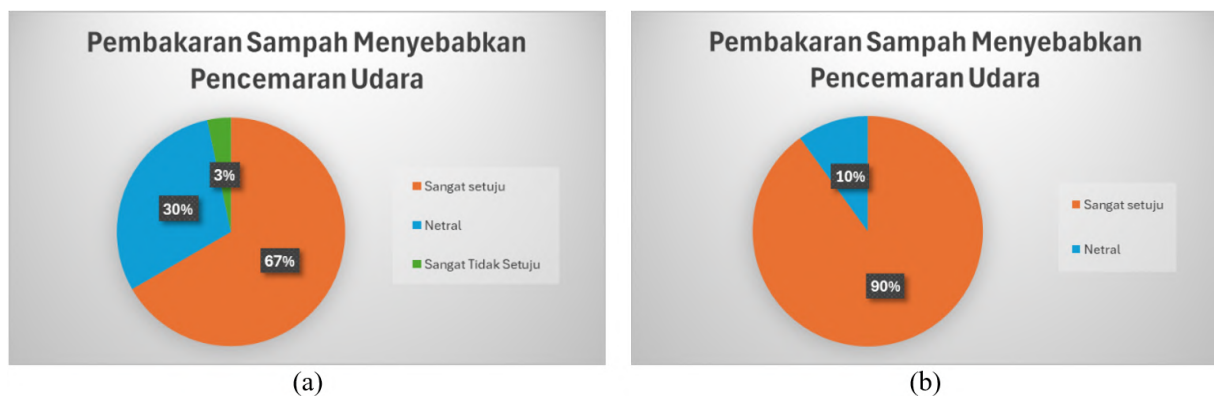 Pembakaran Sampah Menyebabkan
Pencemaran Udara
3%
30%
67%
Sangat setuju
Netral
Sangat Tidak Setuju
(a)
Pembakaran Sampah Menyebabkan
Pencemaran Udara
10%
90%
Sangat setuju
Netral
(b)